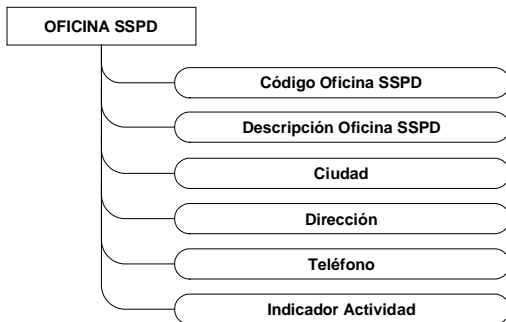 OFICINA SSPD
Código Oficina SSPD
Descripción Oficina SSPD
Ciudad
Dirección
Teléfono
Indicador Actividad